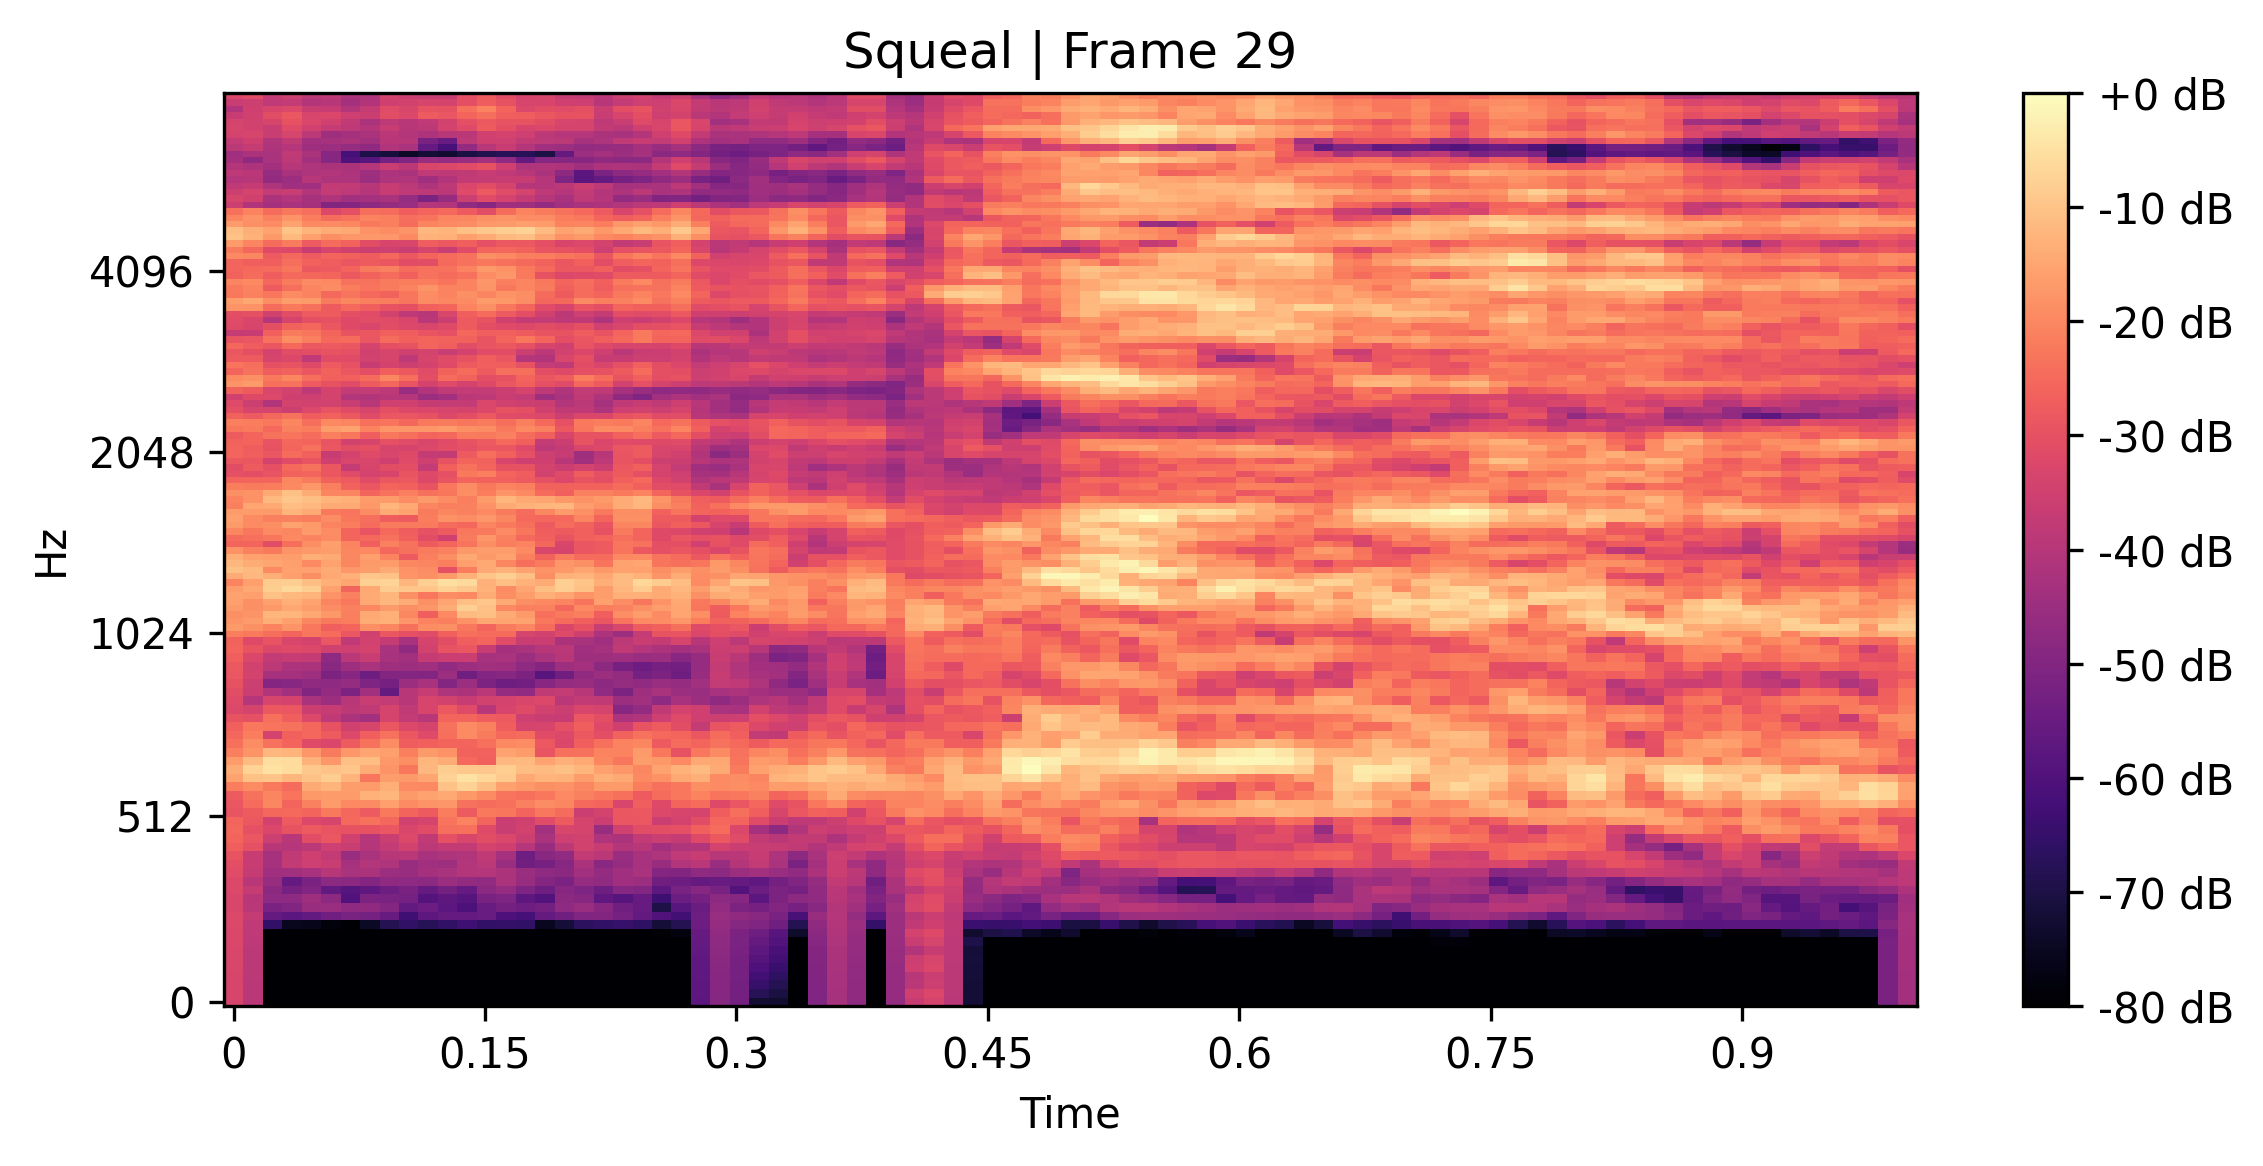 Squeal | Frame 29
Hz
4096
2048
1024
512
0
0
0.15
0.3
0.45
0.6
0.75
0.9
Time
+0 dB
-10 dB
-20 dB
-30 dB
-40 dB
-50 dB
-60 dB
-70 dB
-80 dB